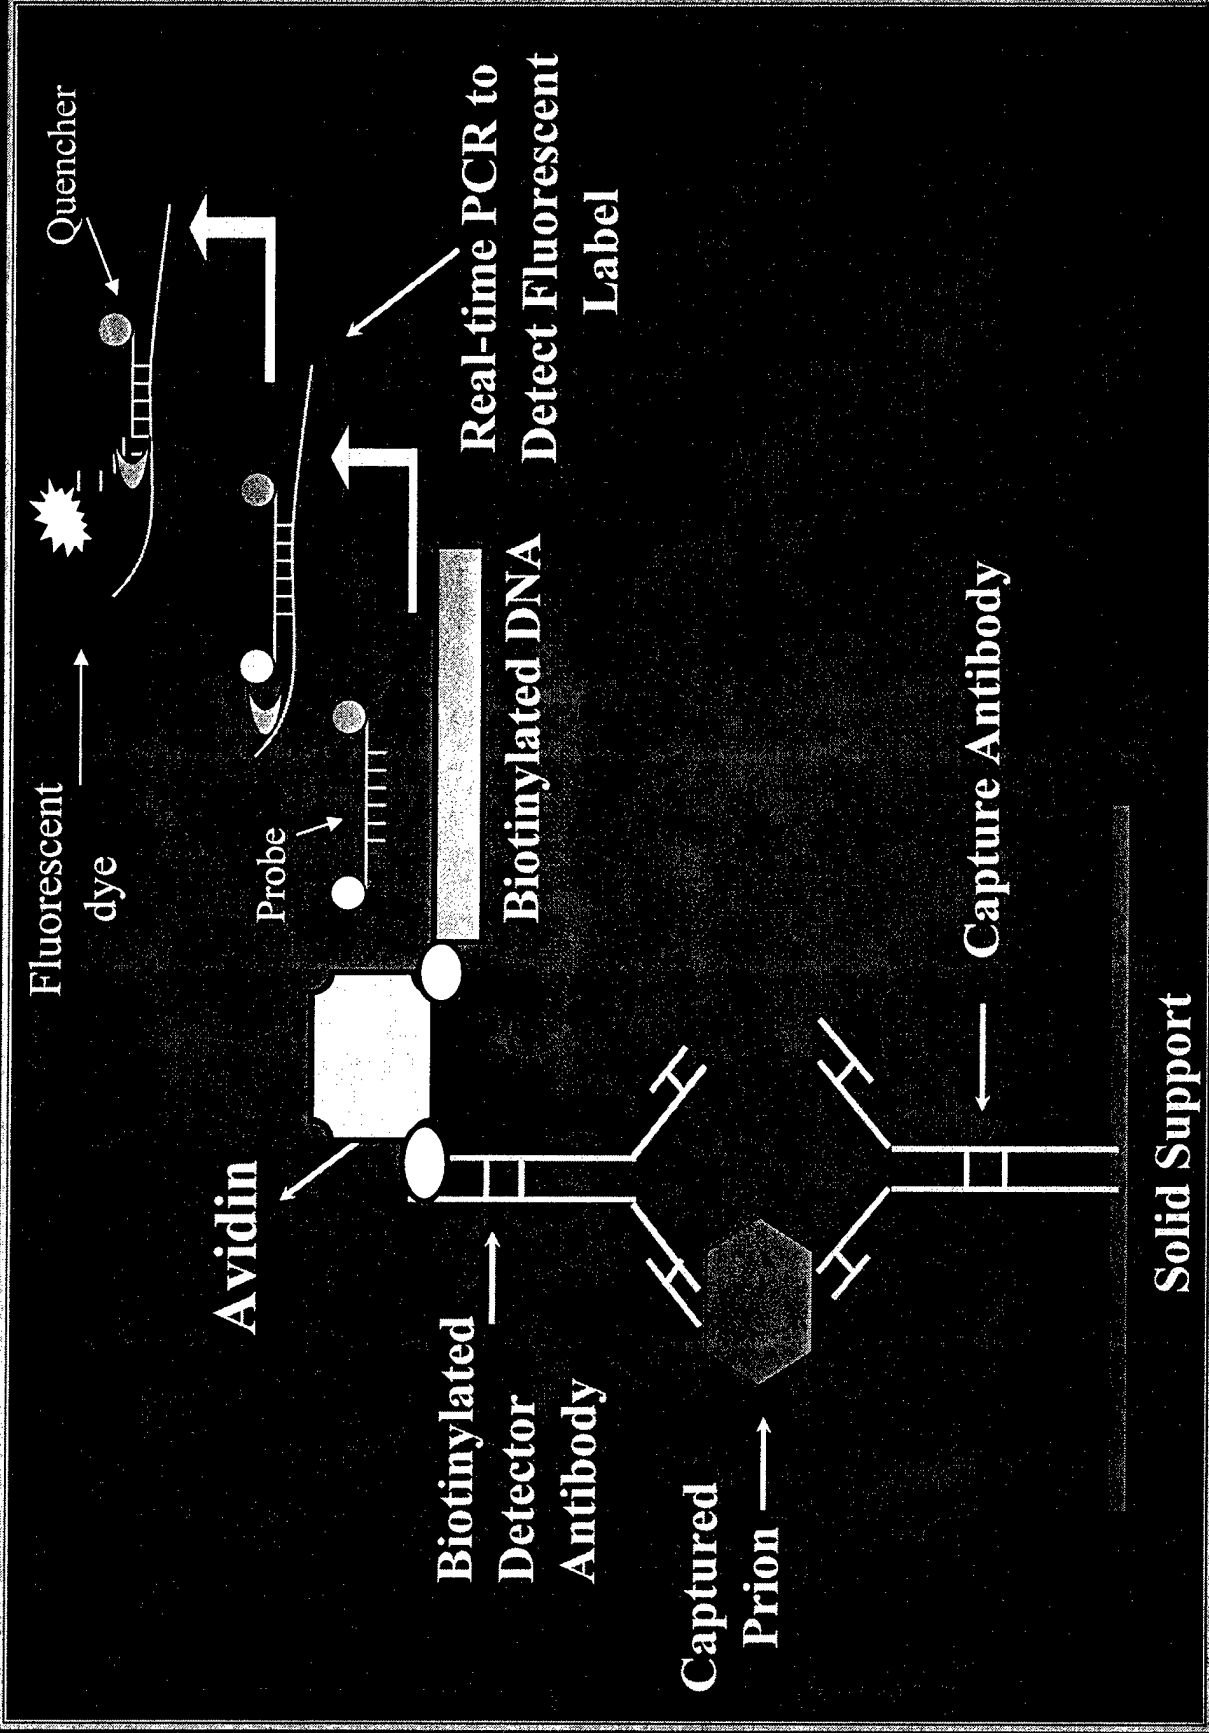 Fluorescent
dye
Quencher
Probe
Avidin
Real-time PCR to
Detect Fluorescent
Label
Biotinylated DNA
Biotinylated
Detector
Antibody
Captured
Prion
Capture Antibody
Solid Support